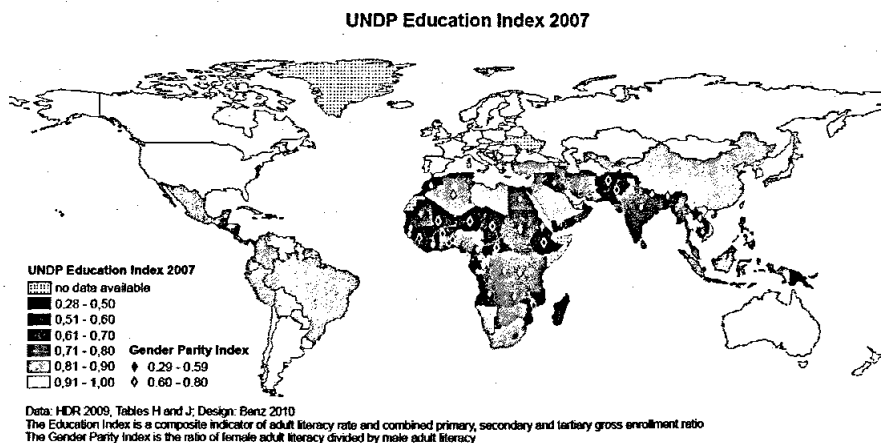 UNDP Education Index 2007
UNDP Education Index 2007
no data available
0,28 - 0,50
0,51 - 0,60
0,61 - 0,70
0,71 - 0,80
0,81 - 0,90
0,91 - 1,00
Gender Parity Index
0.29 - 0.59
0.60 - 0.80
Data: HDR 2009, Tables H and J; Design: Benz 2010
The Education Index is a composite indicator of adult literacy rate and combined primary, secondary and tertiary gross enrollment ratio
The Gender Parity Index is the ratio of female adult literacy divided by male adult literacy